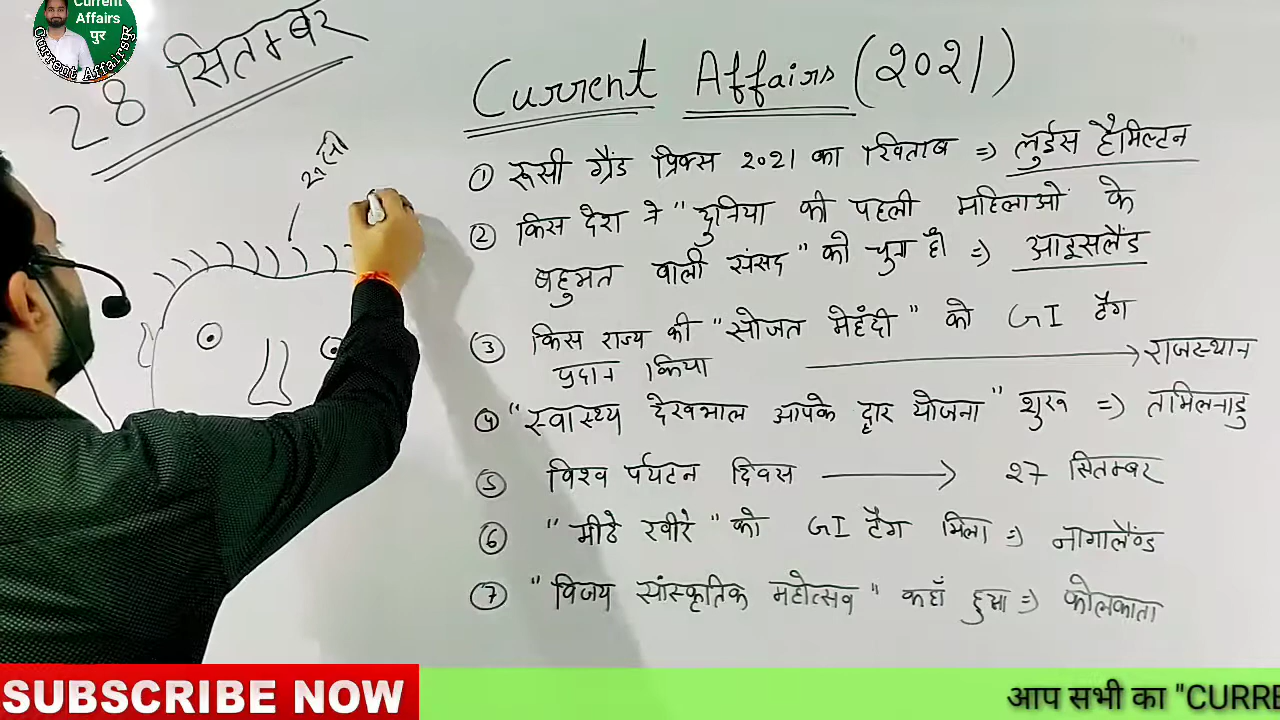 Current
Affairs
पुर
Current Affairsपुर
28 सितम्बर
Current Affairs (2021)
① रूसी ग्रैंड प्रिक्स 2021 का खिताब ⇒ लुईस हैमिल्टन
② किस देश ने "दुनिया की पहली महिलाओं के
बहुमत वाली संसद" को चुना है ⇒ आइसलैंड
③ किस राज्य की "सोजत मेहंदी" को GI टैग
प्रदान किया → राजस्थान
④ "स्वास्थ्य देखभाल आपके द्वार योजना" शुरू ⇒ तमिलनाडु
⑤ विश्व पर्यटन दिवस → 27 सितम्बर
⑥ "मीठे खीरे" को GI टैग मिला ⇒ नागालैण्ड
⑦ "विजय सांस्कृतिक महोत्सव" कहाँ हुआ ⇒ कोलकाता
SUBSCRIBE NOW
आप सभी का "CURRE